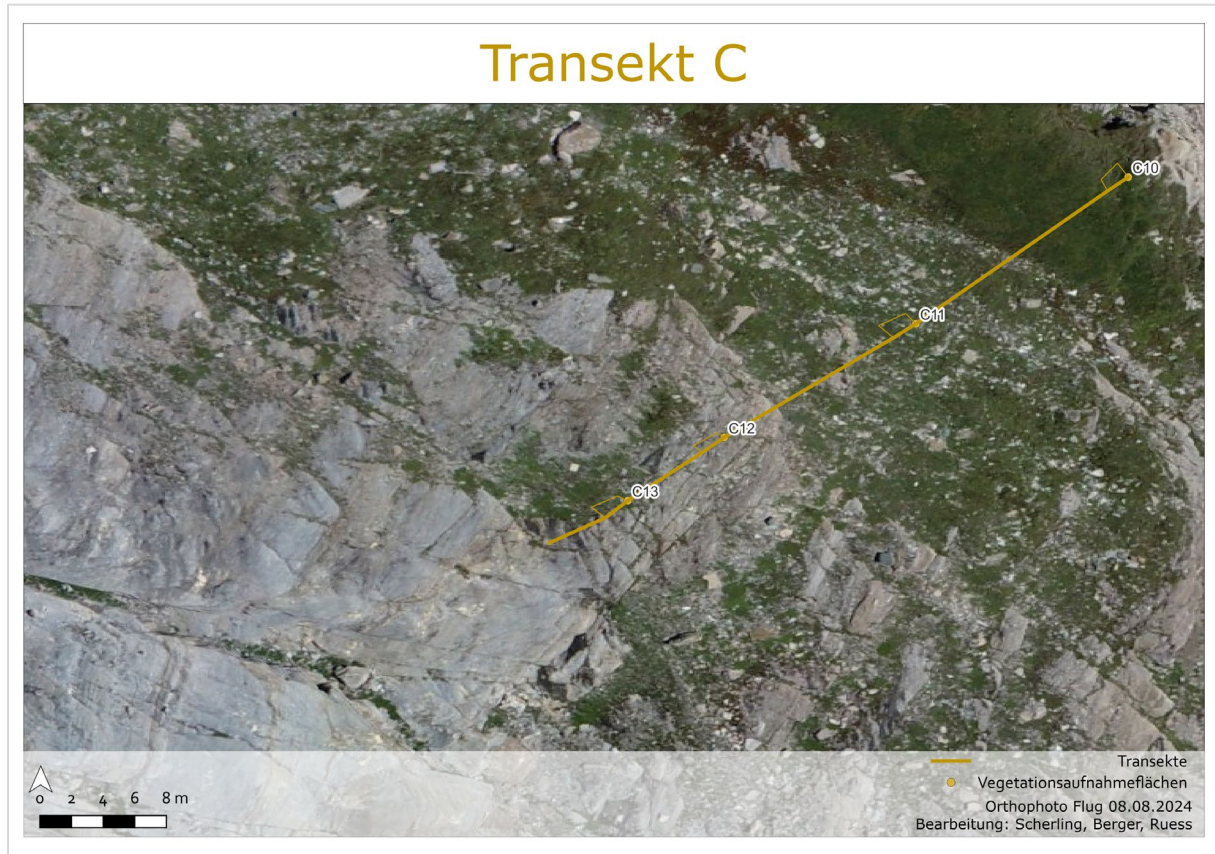 Transekt C
C10
C11
C12
C13
0 2 4 6 8 m
Transekte
Vegetationsaufnahmeflächen
Orthophoto Flug 08.08.2024
Bearbeitung: Scherling, Berger, Ruess